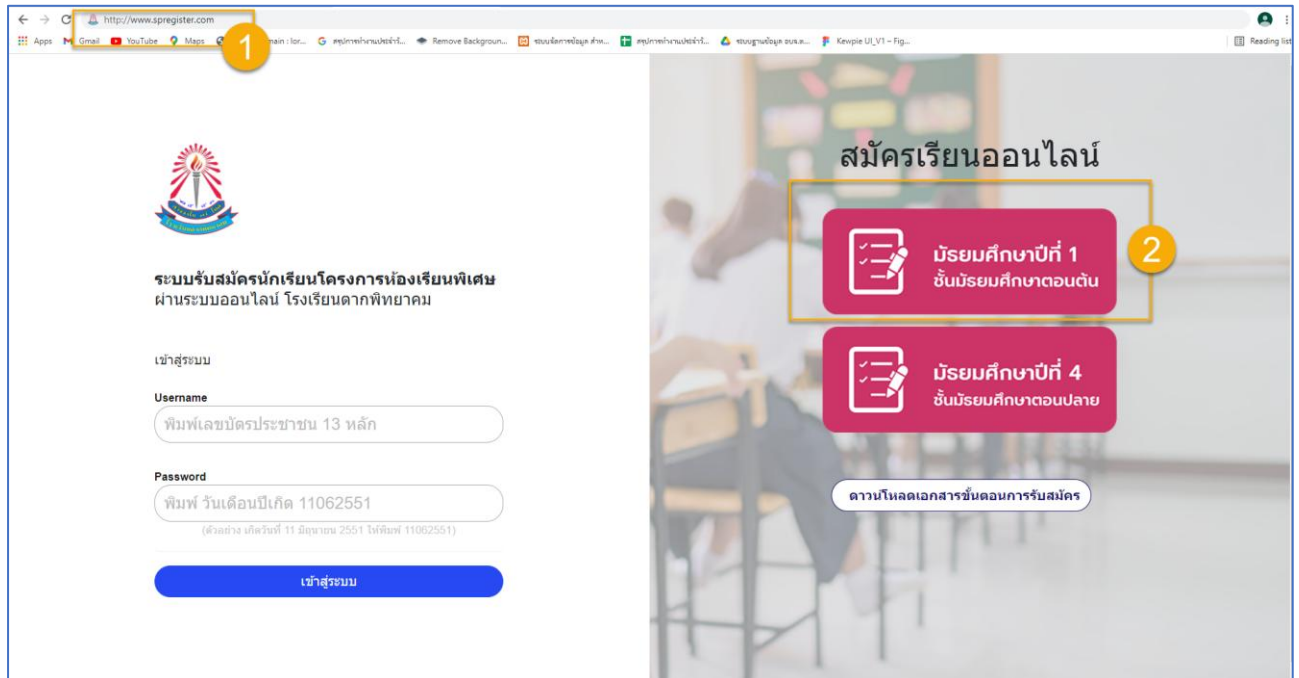 http://www.spregister.com
1
Apps Gmail YouTube Maps Remove Backgroun... Kewpie UI_V1 – Fig... Reading list
สมัครเรียนออนไลน์
มัธยมศึกษาปีที่ 1
ชั้นมัธยมศึกษาตอนต้น
2
มัธยมศึกษาปีที่ 4
ชั้นมัธยมศึกษาตอนปลาย
ดาวน์โหลดเอกสารขั้นตอนการรับสมัคร
ระบบรับสมัครนักเรียนโครงการห้องเรียนพิเศษ
ผ่านระบบออนไลน์ โรงเรียนตากพิทยาคม
เข้าสู่ระบบ
Username
พิมพ์เลขบัตรประชาชน 13 หลัก
Password
พิมพ์ วันเดือนปีเกิด 11062551
(ตัวอย่าง เกิดวันที่ 11 มิถุนายน 2551 ให้พิมพ์ 11062551)
เข้าสู่ระบบ